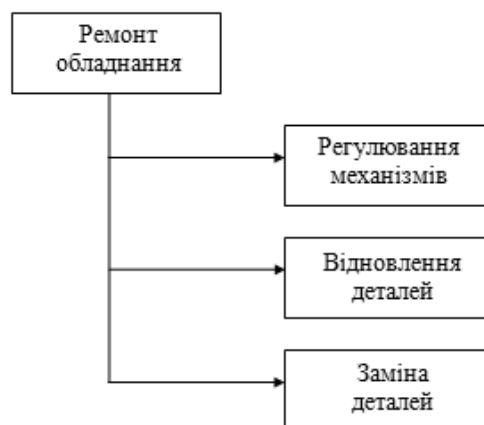 Ремонт
обладнання
Регулювання
механізмів
Відновлення
деталей
Заміна
деталей